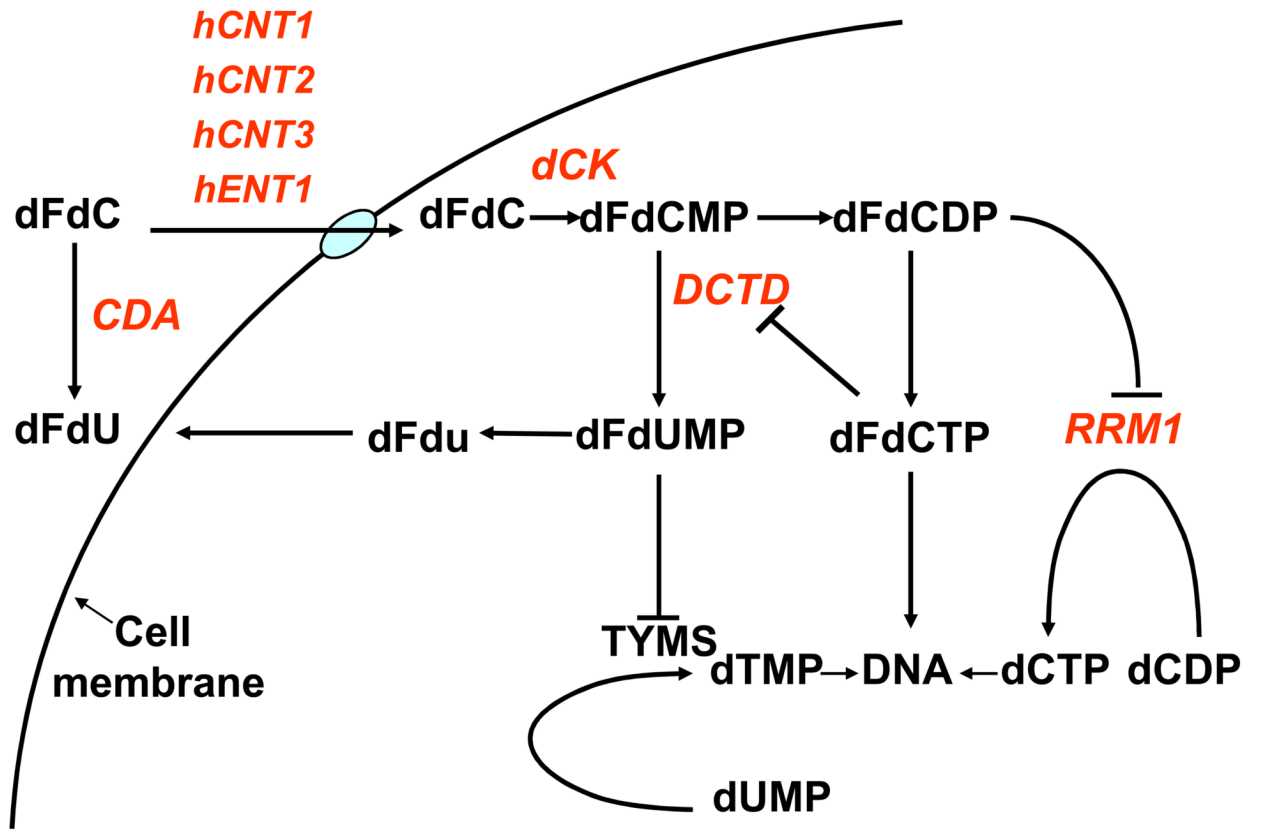 hCNT1
hCNT2
hCNT3
hENT1
dCK
dFdC
dFdC
dFdCMP
dFdCDP
CDA
DCTD
dFdU
dFdu
dFdUMP
dFdCTP
RRM1
Cell
membrane
TYMS
dTMP
DNA
dCTP
dCDP
dUMP